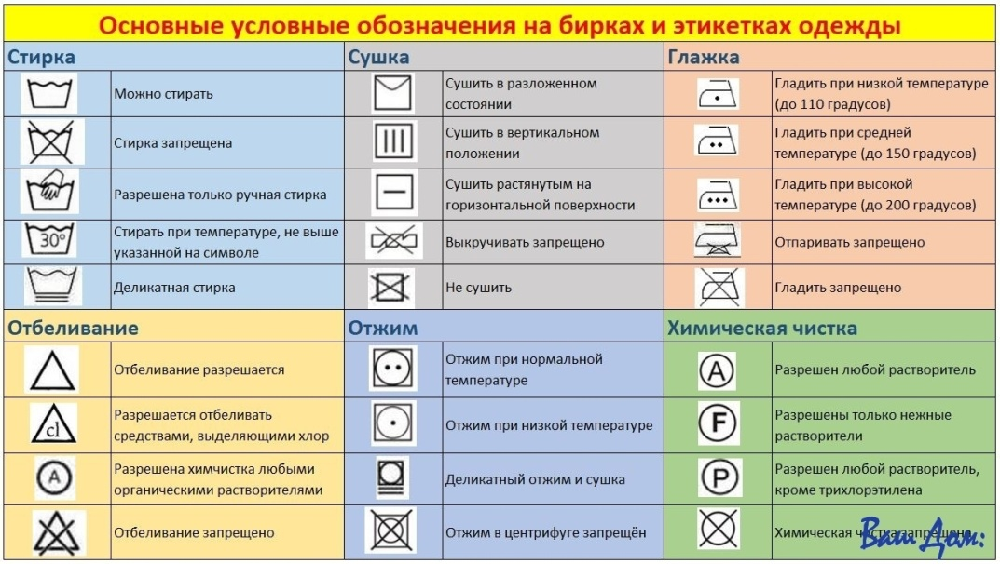 Основные условные обозначения на бирках и этикетках одежды
Стирка
Можно стирать
Стирка запрещена
Разрешена только ручная стирка
30°
Стирать при температуре, не выше
указанной на символе
Деликатная стирка
Сушка
Сушить в разложенном
состоянии
Сушить в вертикальном
положении
Сушить растянутым на
горизонтальной поверхности
Выкручивать запрещено
Не сушить
Глажка
Гладить при низкой температуре
(до 110 градусов)
Гладить при средней
температуре (до 150 градусов)
Гладить при высокой
температуре (до 200 градусов)
Отпаривать запрещено
Гладить запрещено
Отбеливание
Отбеливание разрешается
cl
Разрешается отбеливать
средствами, выделяющими хлор
A
Разрешена химчистка любыми
органическими растворителями
Отбеливание запрещено
Отжим
Отжим при нормальной
температуре
Отжим при низкой температуре
Деликатный отжим и сушка
Отжим в центрифуге запрещён
Химическая чистка
A
Разрешен любой растворитель
F
Разрешены только нежные
растворители
P
Разрешен любой растворитель,
кроме трихлорэтилена
Химическая чистка запрещена
Ваш Дом: